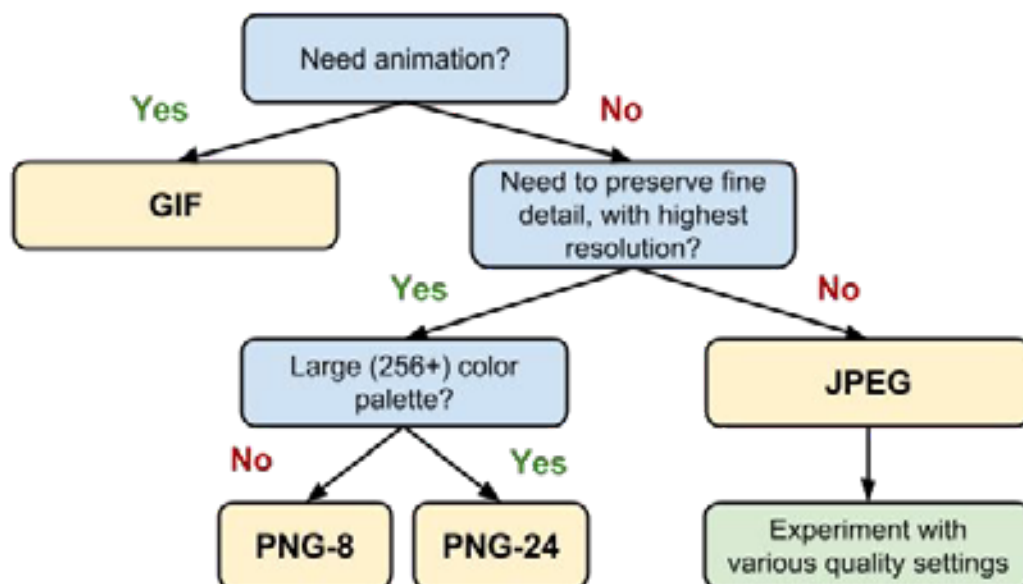 Need animation?
Yes
No
GIF
Need to preserve fine
detail, with highest
resolution?
Yes
No
Large (256+) color
palette?
JPEG
No
Yes
PNG-8
PNG-24
Experiment with
various quality settings